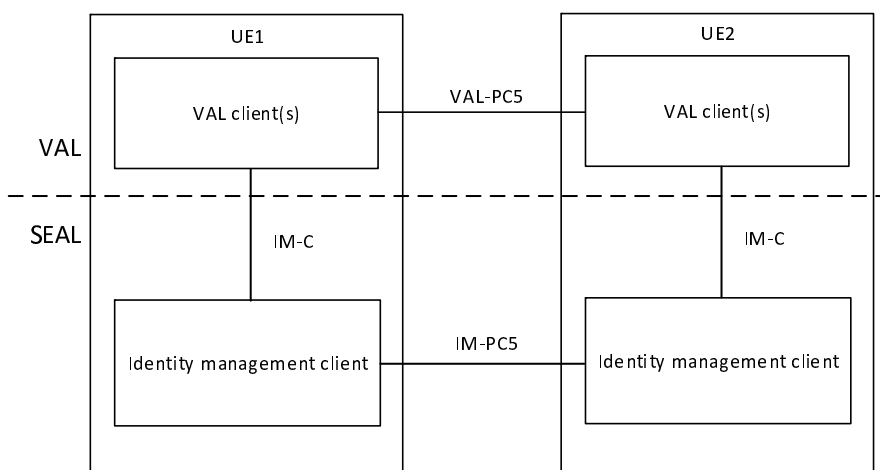 UE1
UE2
VAL client(s)
VAL-PC5
VAL client(s)
VAL
SEAL
IM-C
IM-C
Identity management client
IM-PC5
Identity management client